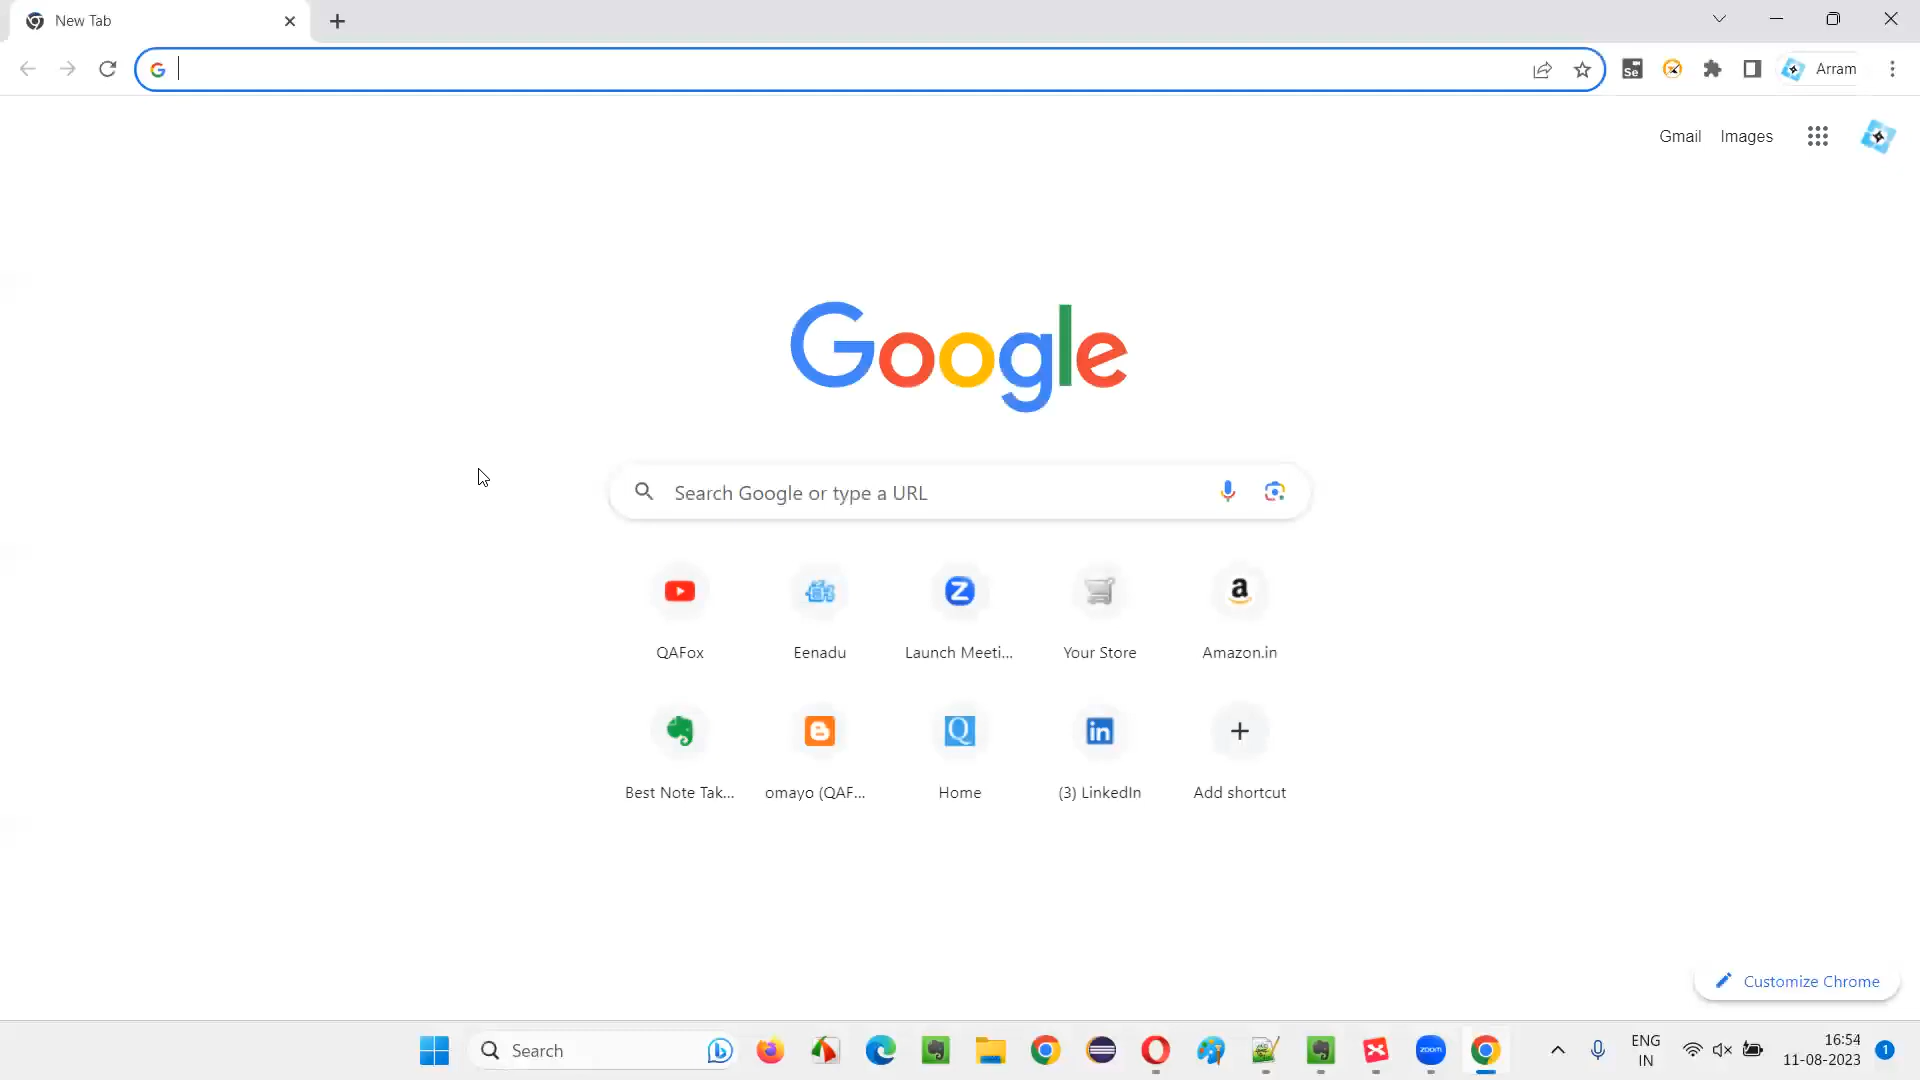 New Tab
Arram
Gmail Images
Google
Search Google or type a URL
QAFox Eenadu Launch Meeti... Your Store Amazon.in
Best Note Tak... omayo (QAF... Home (3) LinkedIn Add shortcut
Customize Chrome
Search zoom ENG 16:54
IN 11-08-2023 1